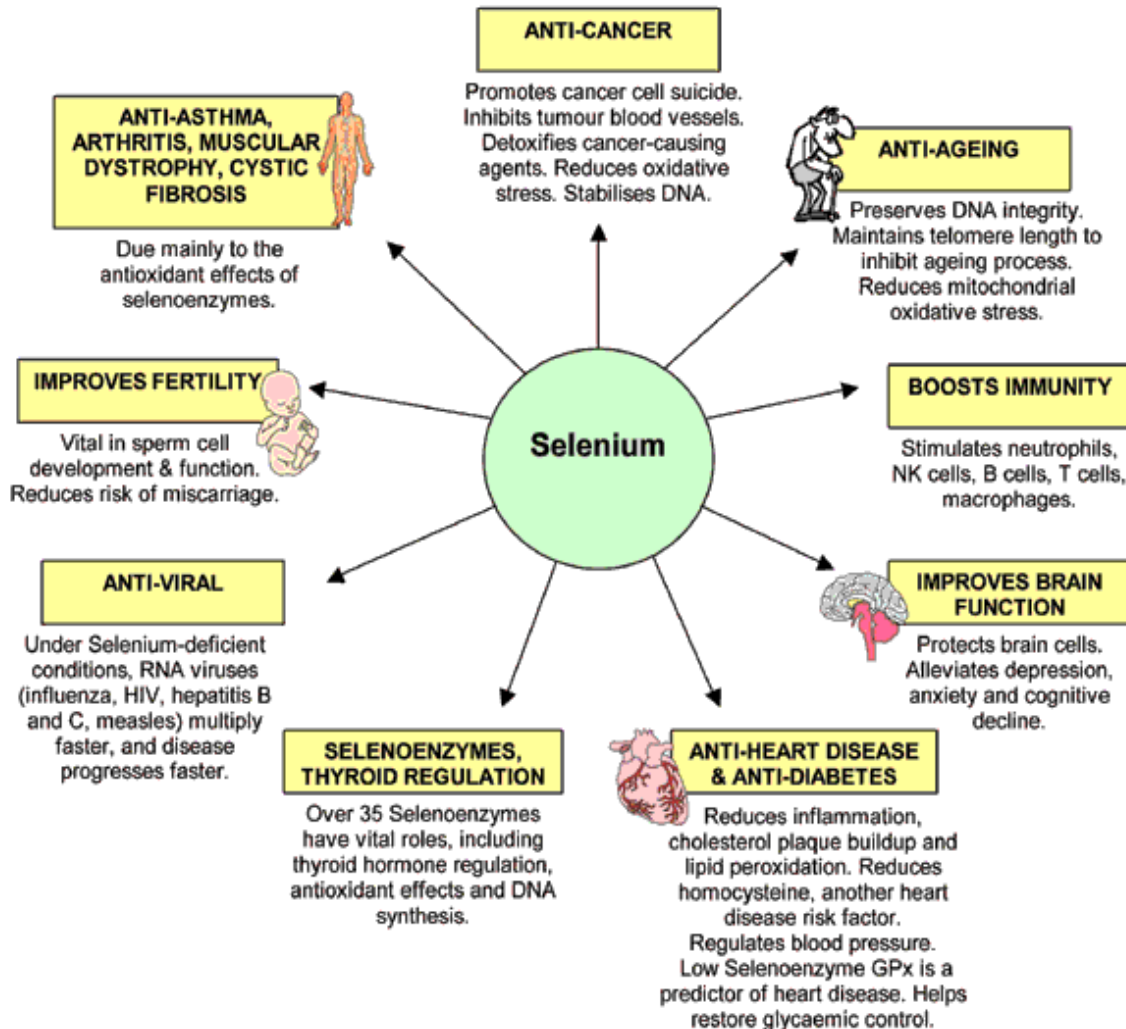 ANTI-CANCER
Promotes cancer cell suicide.
Inhibits tumour blood vessels.
Detoxifies cancer-causing
agents. Reduces oxidative
stress. Stabilises DNA.
ANTI-ASTHMA,
ARTHRITIS, MUSCULAR
DYSTROPHY, CYSTIC
FIBROSIS
Due mainly to the
antioxidant effects of
selenoenzymes.
ANTI-AGEING
Preserves DNA integrity.
Maintains telomere length to
inhibit ageing process.
Reduces mitochondrial
oxidative stress.
IMPROVES FERTILITY
Vital in sperm cell
development & function.
Reduces risk of miscarriage.
Selenium
BOOSTS IMMUNITY
Stimulates neutrophils,
NK cells, B cells, T cells,
macrophages.
ANTI-VIRAL
Under Selenium-deficient
conditions, RNA viruses
(influenza, HIV, hepatitis B
and C, measles) multiply
faster, and disease
progresses faster.
IMPROVES BRAIN
FUNCTION
Protects brain cells.
Alleviates depression,
anxiety and cognitive
decline.
SELENOENZYMES,
THYROID REGULATION
Over 35 Selenoenzymes
have vital roles, including
thyroid hormone regulation,
antioxidant effects and DNA
synthesis.
ANTI-HEART DISEASE
& ANTI-DIABETES
Reduces inflammation,
cholesterol plaque buildup and
lipid peroxidation. Reduces
homocysteine, another heart
disease risk factor.
Regulates blood pressure.
Low Selenoenzyme GPx is a
predictor of heart disease. Helps
restore glycaemic control.